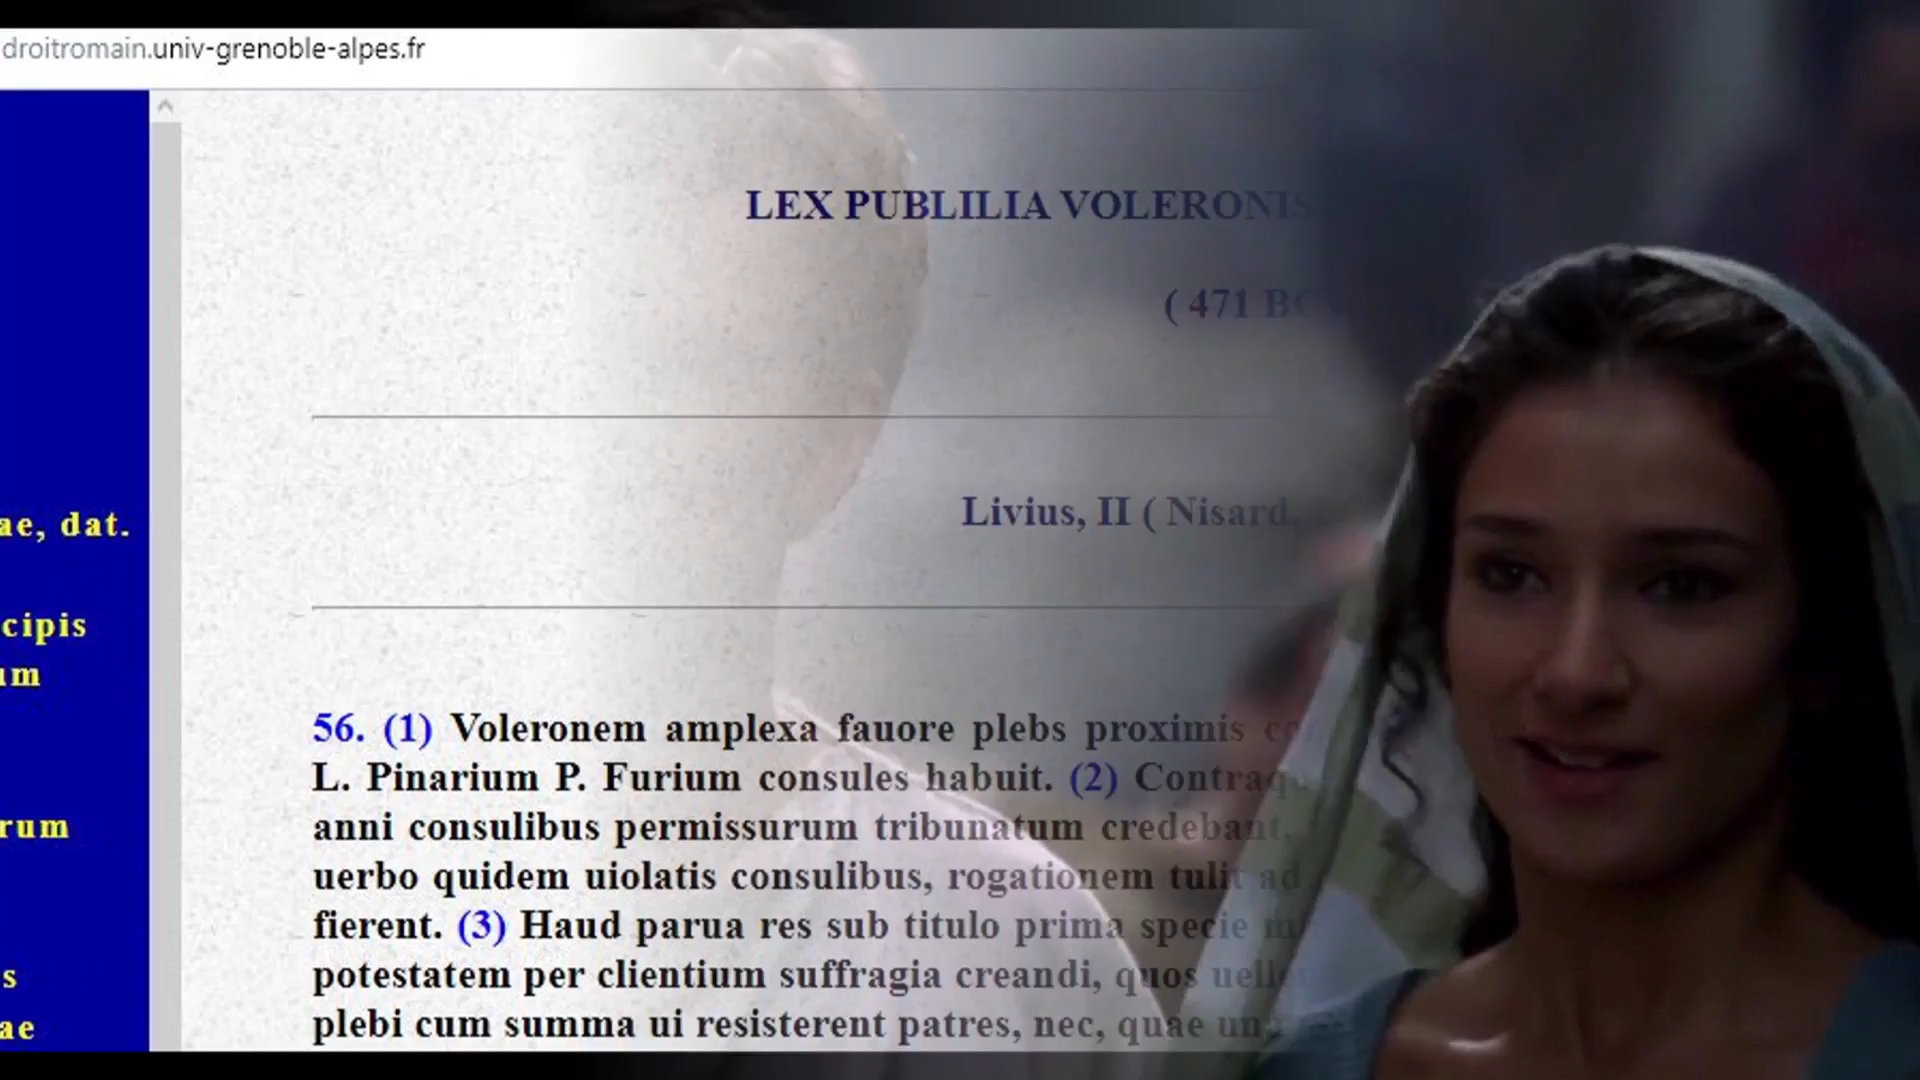 droitromain.univ-grenoble-alpes.fr
LEX PUBLILIA VOLERONIS
( 471 BC
Livius, II ( Nisard,
ae, dat.
cipis
um
rum
s
ae
56. (1) Voleronem amplexa fauore plebs proximis
L. Pinarium P. Furium consules habuit. (2)
anni consulibus permissurum tribunatum credebant,
uerbo quidem uiolatis consulibus, rogationem tulit ad
fierent. (3) Haud parua res sub titulo prima specie
potestatem per clientium suffragia creandi, quos
plebi cum summa ui resisterent patres, nec, quae